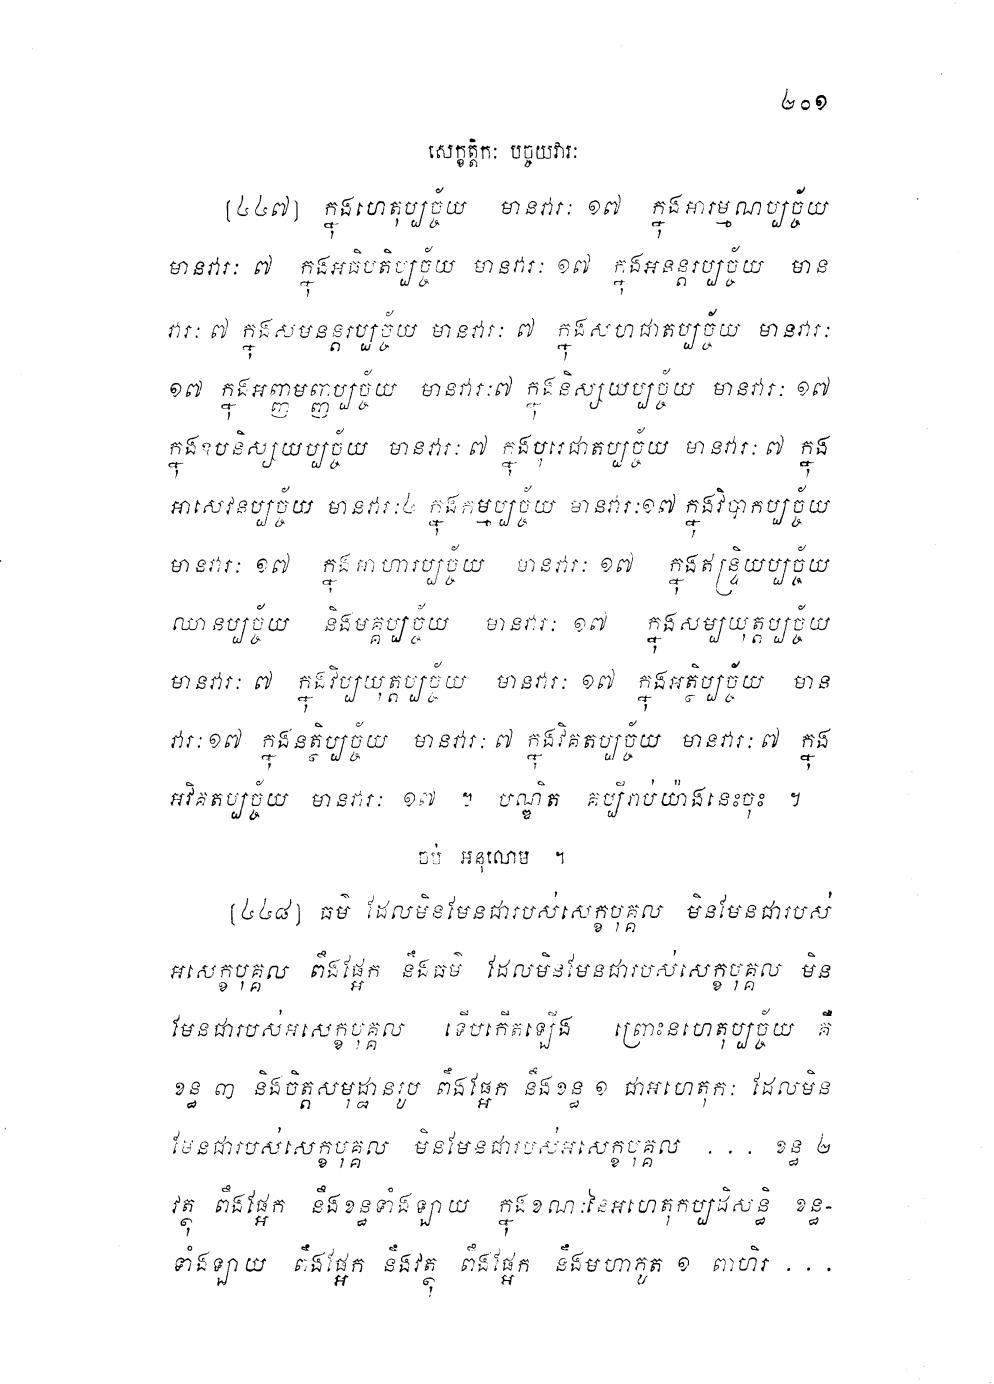 ២០១
សេក្ខត្តិកៈ បច្ចយវារៈ
[៤៤៧] ក្នុងហេតុប្បច្ច័យ មានវារៈ ១៧ ក្នុងអារម្មណប្បច្ច័យ
មានវារៈ ៧ ក្នុងអធិបតិប្បច្ច័យ មានវារៈ ១៧ ក្នុងអនន្តរប្បច្ច័យ មាន
វារៈ ៧ ក្នុងសមនន្តរប្បច្ច័យ មានវារៈ ៧ ក្នុងសហជាតប្បច្ច័យ មានវារៈ
១៧ ក្នុងអញ្ញមញ្ញប្បច្ច័យ មានវារៈ៧ ក្នុងនិស្សយប្បច្ច័យ មានវារៈ ១៧
ក្នុងឧបនិស្សយប្បច្ច័យ មានវារៈ ៧ ក្នុងបុរេជាតប្បច្ច័យ មានវារៈ ៧ ក្នុង
អាសេវនប្បច្ច័យ មានវារៈ៤ ក្នុងកម្មប្បច្ច័យ មានវារៈ១៧ ក្នុងវិបាកប្បច្ច័យ
មានវារៈ ១៧ ក្នុងអាហារប្បច្ច័យ មានវារៈ ១៧ ក្នុងឥន្ទ្រិយប្បច្ច័យ
ឈានប្បច្ច័យ និងមគ្គប្បច្ច័យ មានវារៈ ១៧ ក្នុងសម្បយុត្តប្បច្ច័យ
មានវារៈ ៧ ក្នុងវិប្បយុត្តប្បច្ច័យ មានវារៈ ១៧ ក្នុងអត្ថិប្បច្ច័យ មាន
វារៈ១៧ ក្នុងនត្ថិប្បច្ច័យ មានវារៈ ៧ ក្នុងវិគតប្បច្ច័យ មានវារៈ ៧ ក្នុង
អវិគតប្បច្ច័យ មានវារៈ ១៧ ។ បណ្ឌិត គប្បីរាប់យ៉ាងនេះចុះ ។
ចប់ អនុលោម ។
[៤៤៨] ធម៌ ដែលមិនមែនជារបស់សេក្ខបុគ្គល មិនមែនជារបស់
អសេក្ខបុគ្គល ពឹងផ្អែក នឹងធម៌ ដែលមិនមែនជារបស់សេក្ខបុគ្គល មិន
មែនជារបស់អសេក្ខបុគ្គល ទើបកើតឡើង ព្រោះនហេតុប្បច្ច័យ គឺ
ខន្ធ ៣ និងចិត្តសមុដ្ឋានរូប ពឹងផ្អែក នឹងខន្ធ ១ ជាអហេតុកៈ ដែលមិន
មែនជារបស់សេក្ខបុគ្គល មិនមែនជារបស់អសេក្ខបុគ្គល . . . ខន្ធ ២
វត្ថុ ពឹងផ្អែក នឹងខន្ធទាំងឡាយ ក្នុងខណៈនៃអហេតុកប្បដិសន្ធិ ខន្ធ-
ទាំងឡាយ ពឹងផ្អែក នឹងវត្ថុ ពឹងផ្អែក នឹងមហាភូត ១ ពាហិរ . . .